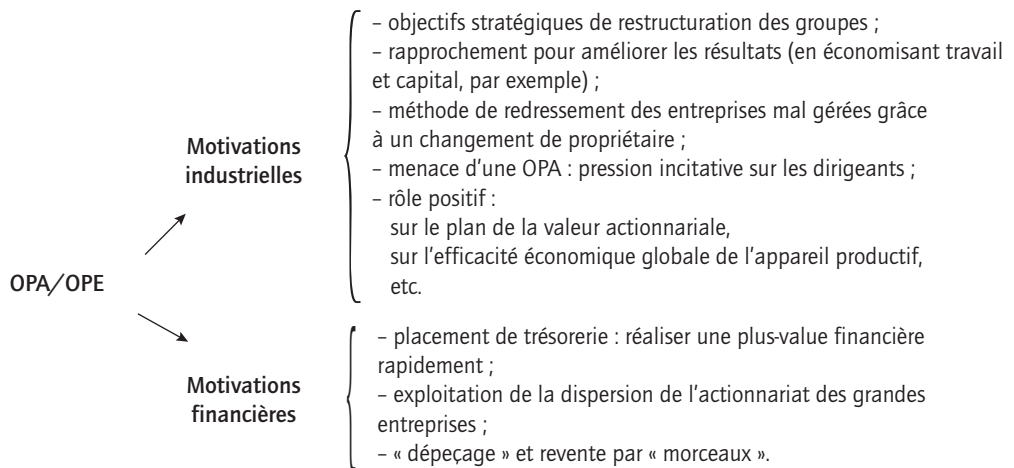 – objectifs stratégiques de restructuration des groupes ;
– rapprochement pour améliorer les résultats (en économisant travail
et capital, par exemple) ;
– méthode de redressement des entreprises mal gérées grâce
à un changement de propriétaire ;
Motivations
industrielles
– menace d'une OPA : pression incitative sur les dirigeants ;
– rôle positif :
sur le plan de la valeur actionnariale,
sur l'efficacité économique globale de l'appareil productif,
etc.
OPA/OPE
Motivations
financières
– placement de trésorerie : réaliser une plus-value financière
rapidement ;
– exploitation de la dispersion de l'actionnariat des grandes
entreprises ;
– « dépeçage » et revente par « morceaux ».